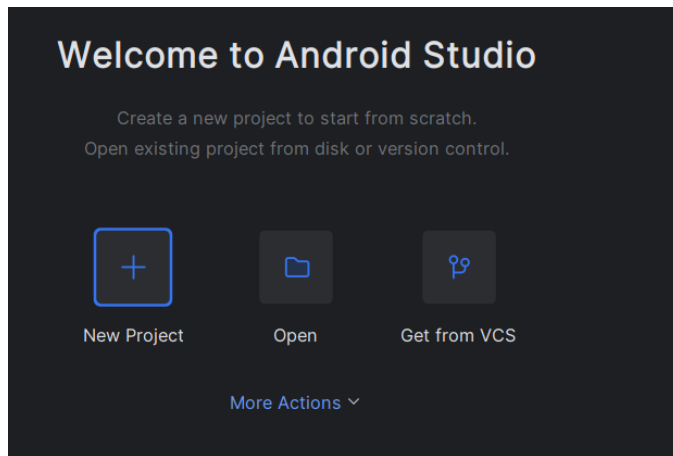 Welcome to Android Studio
Create a new project to start from scratch.
Open existing project from disk or version control.
New Project
Open
Get from VCS
More Actions